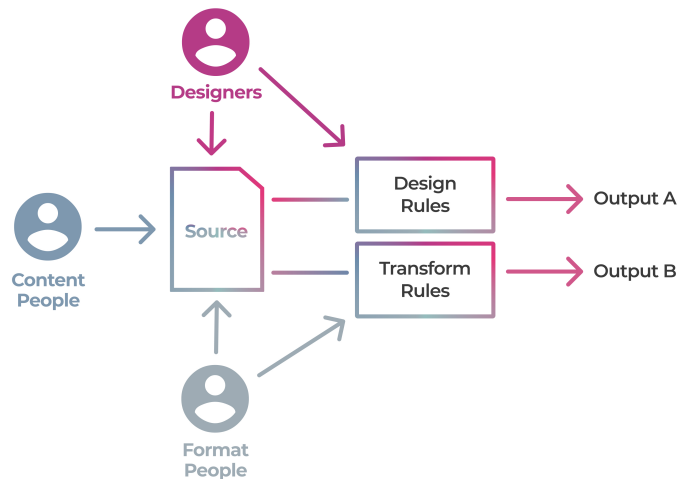 Designers
Design
Rules
Output A
Source
Content
People
Transform
Rules
Output B
Format
People